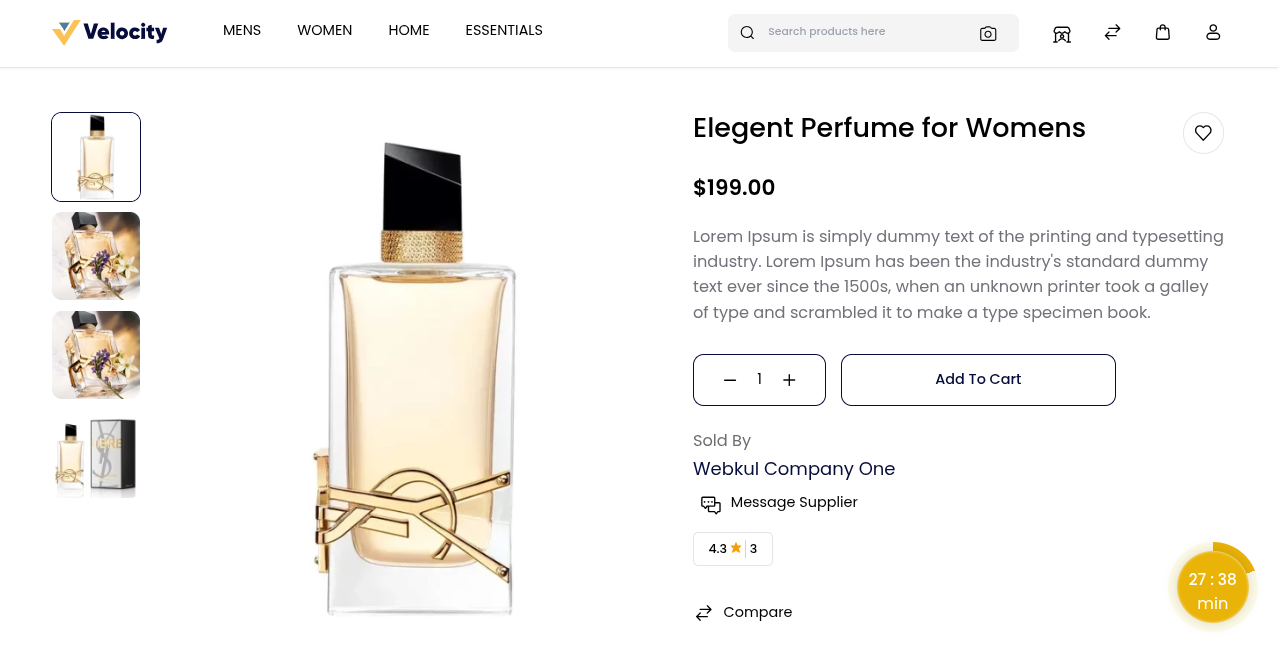 Velocity
MENS
WOMEN
HOME
ESSENTIALS
Search products here
Elegent Perfume for Womens
$199.00
Lorem Ipsum is simply dummy text of the printing and typesetting
industry. Lorem Ipsum has been the industry's standard dummy
text ever since the 1500s, when an unknown printer took a galley
of type and scrambled it to make a type specimen book.
1
Add To Cart
Sold By
Webkul Company One
Message Supplier
4.3
3
Compare
27 : 38
min